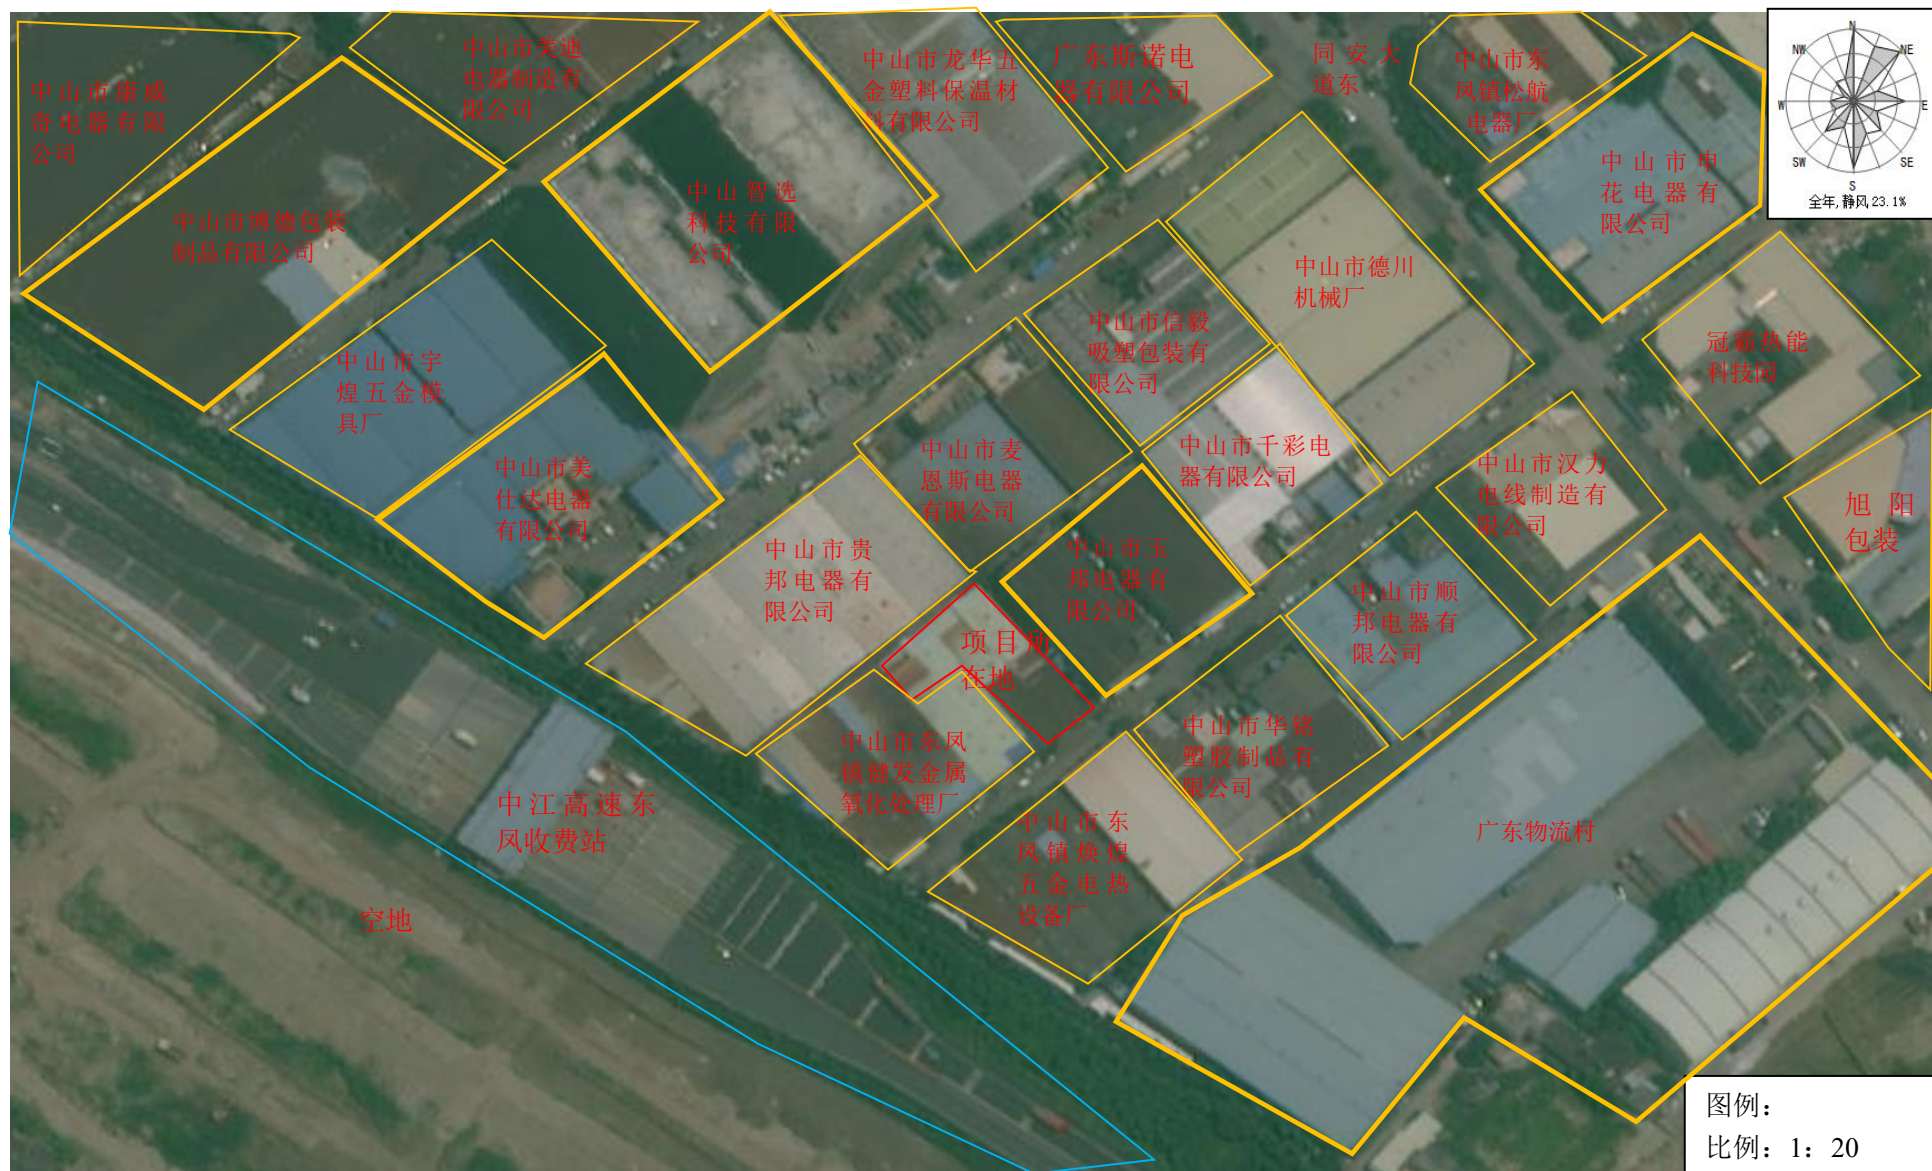 中山市康威
奇电器有限
公司
中山市美迪
电器制造有
限公司
中山市博德包装
制品有限公司
中山智选
科技有限
公司
中山市龙华五
金塑料保温材
料有限公司
广东斯诺电
器有限公司
同安大
道东
中山市东
凤镇松航
电器厂
中山市申
花电器有
限公司
N
NE
E
SE
S
SW
W
NW
全年,静风,23.1%
中山市宇
煌五金模
具厂
中山市美
仕达电器
有限公司
中山市信毅
吸塑包装有
限公司
中山市德川
机械厂
冠霸热能
科技园
中山市麦
恩斯电器
有限公司
中山市千彩电
器有限公司
中山市汉力
电线制造有
限公司
旭阳
包装
中山市贵
邦电器有
限公司
中山市玉
邦电器有
限公司
中山市顺
邦电器有
限公司
项目所
在地
中山市东凤
镇健发金属
氧化处理厂
中山市华铭
塑胶制品有
限公司
中江高速东
凤收费站
中山市东
凤镇焕煌
五金电热
设备厂
广东物流村
空地
图例：
比例：1：20